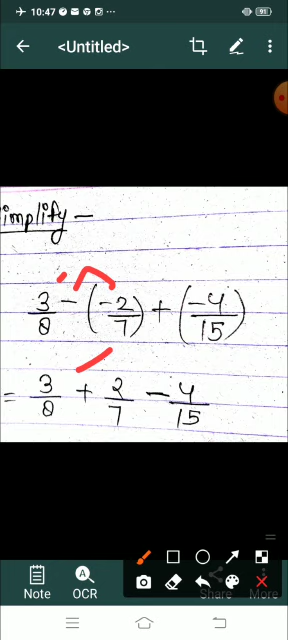 10:47
91
<Untitled>
implify -
3/8 - (-2/7) + (-4/15)
= 3/8 + 2/7 - 4/15
Note
OCR
Share
More